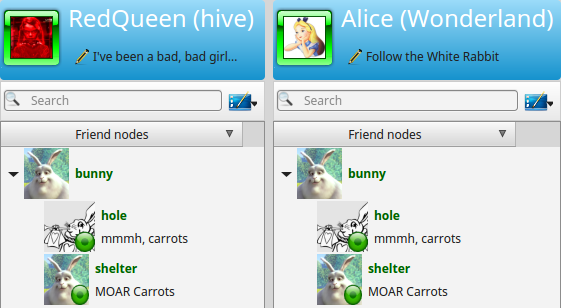 RedQueen (hive)
I've been a bad, bad girl...
Search
Friend nodes
bunny
hole
mmmh, carrots
shelter
MOAR Carrots
Alice (Wonderland)
Follow the White Rabbit
Search
Friend nodes
bunny
hole
mmmh, carrots
shelter
MOAR Carrots